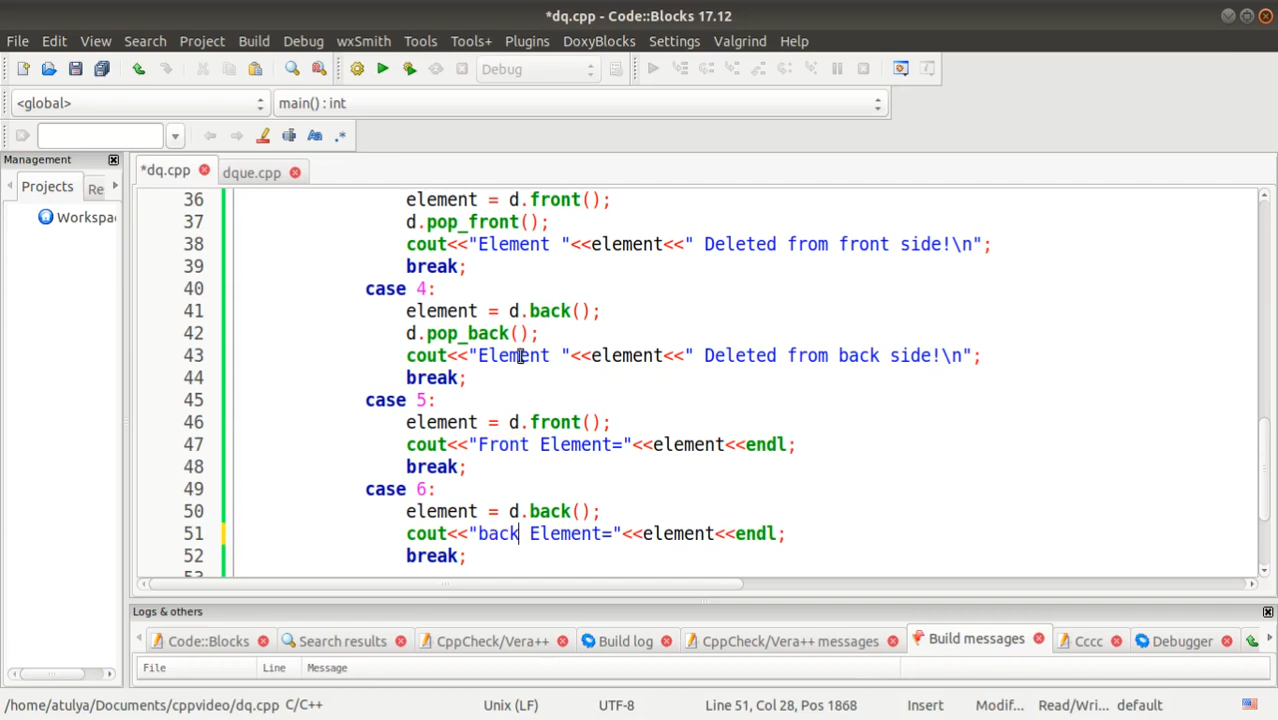 *dq.cpp - Code::Blocks 17.12
File Edit View Search Project Build Debug wxSmith Tools Tools+ Plugins DoxyBlocks Settings Valgrind Help
Debug
<global> main() : int
Management
*dq.cpp dque.cpp
Projects Re
Workspa
36 element = d.front();
37 d.pop_front();
38 cout<<"Element "<<element<<" Deleted from front side!\n";
39 break;
40 case 4:
41 element = d.back();
42 d.pop_back();
43 cout<<"Element "<<element<<" Deleted from back side!\n";
44 break;
45 case 5:
46 element = d.front();
47 cout<<"Front Element="<<element<<endl;
48 break;
49 case 6:
50 element = d.back();
51 cout<<"back Element="<<element<<endl;
52 break;
Logs & others
Code::Blocks Search results CppCheck/Vera++ Build log CppCheck/Vera++ messages Build messages Cccc Debugger
File Line Message
/home/atulya/Documents/cppvideo/dq.cpp C/C++ Unix (LF) UTF-8 Line 51, Col 28, Pos 1868 Insert Modif... Read/Wri... default